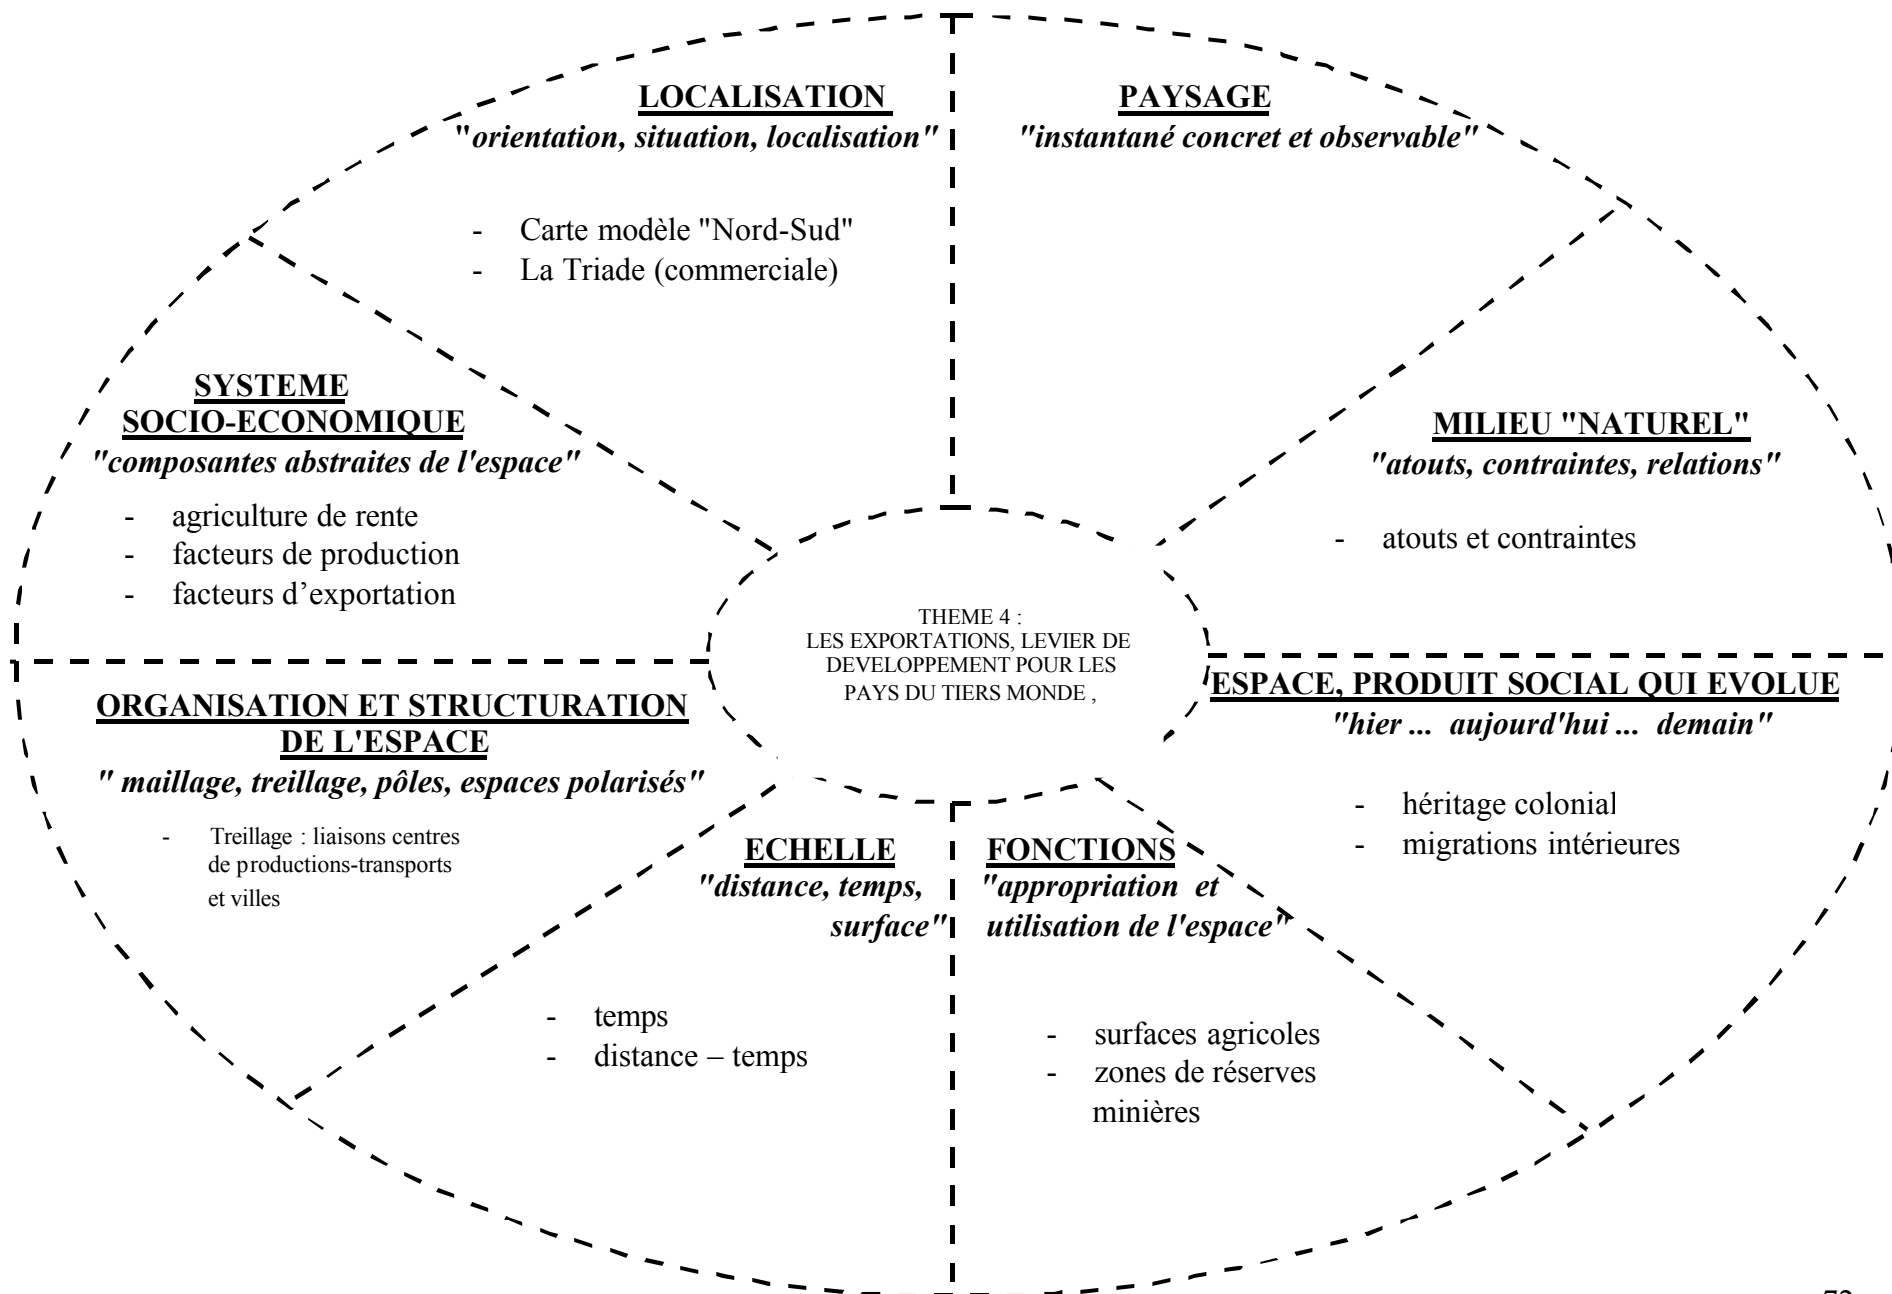 LOCALISATION
"orientation, situation, localisation"
- Carte modèle "Nord-Sud"
- La Triade (commerciale)
PAYSAGE
"instantané concret et observable"
SYSTEME
SOCIO-ECONOMIQUE
"composantes abstraites de l'espace"
- agriculture de rente
- facteurs de production
- facteurs d’exportation
MILIEU "NATUREL"
"atouts, contraintes, relations"
- atouts et contraintes
THEME 4 :
LES EXPORTATIONS, LEVIER DE
DEVELOPPEMENT POUR LES
PAYS DU TIERS MONDE ,
ORGANISATION ET STRUCTURATION
DE L'ESPACE
" maillage, treillage, pôles, espaces polarisés"
- Treillage : liaisons centres
de productions-transports
et villes
ESPACE, PRODUIT SOCIAL QUI EVOLUE
"hier ... aujourd'hui ... demain"
- héritage colonial
- migrations intérieures
ECHELLE
"distance, temps,
surface"
- temps
- distance – temps
FONCTIONS
"appropriation et
utilisation de l'espace"
- surfaces agricoles
- zones de réserves
minières